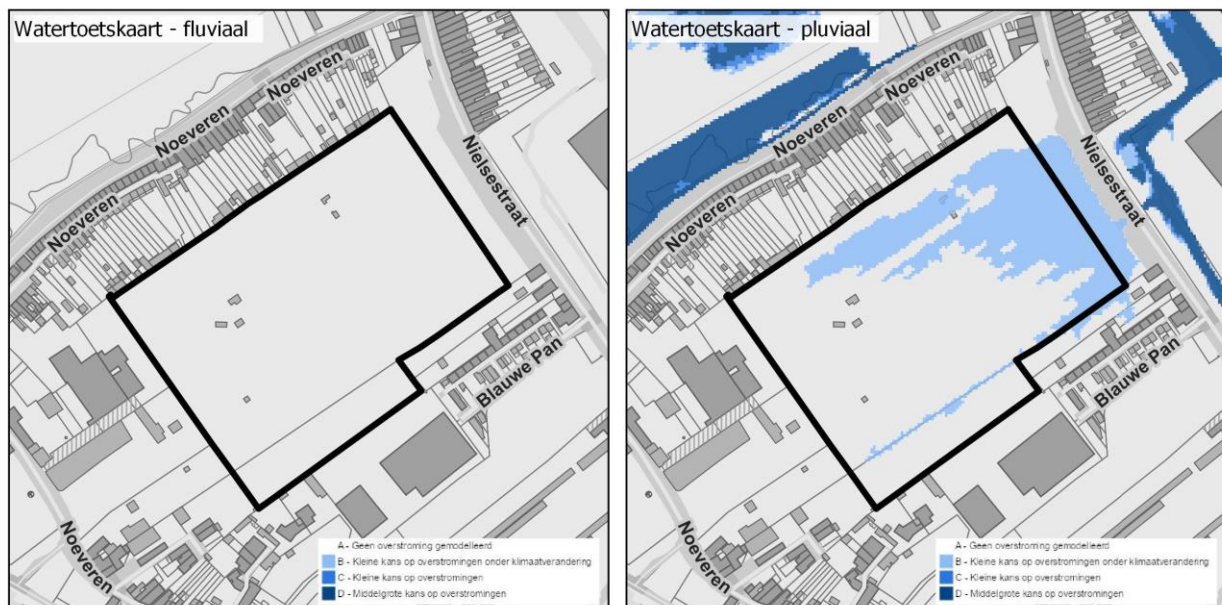 Watertoetskaart - fluviaal
Noeveren
Noeveren
Noeveren
Nielsestraat
Blauwe Pan
Noeveren
A - Geen overstroming gemodelleerd
B - Kleine kans op overstromingen onder klimaatverandering
C - Kleine kans op overstromingen
D - Middelgrote kans op overstromingen
Watertoetskaart - pluviaal
Noeveren
Noeveren
Noeveren
Nielsestraat
Blauwe Pan
Noeveren
A - Geen overstroming gemodelleerd
B - Kleine kans op overstromingen onder klimaatverandering
C - Kleine kans op overstromingen
D - Middelgrote kans op overstromingen